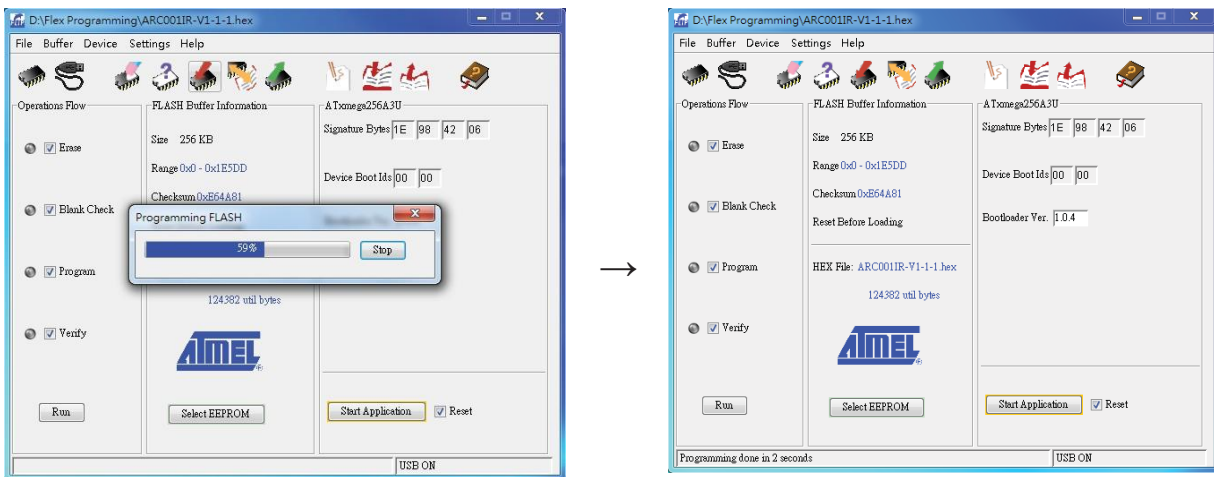 D:\Flex Programming\ARC001IR-V1-1-1.hex
File Buffer Device Settings Help
Operations Flow
Erase
Blank Check
Program
Verify
Run
FLASH Buffer Information
Size 256 KB
Range 0x0 - 0x1E5DD
Checksum 0xE64A81
Programming FLASH
59%
Stop
124382 util bytes
ATMEL
Select EEPROM
ATxmega256A3U
Signature Bytes 1E 98 42 06
Device Boot Ids 00 00
Start Application
Reset
USB ON
→
D:\Flex Programming\ARC001IR-V1-1-1.hex
File Buffer Device Settings Help
Operations Flow
Erase
Blank Check
Program
Verify
Run
FLASH Buffer Information
Size 256 KB
Range 0x0 - 0x1E5DD
Checksum 0xE64A81
Reset Before Loading
HEX File: ARC001IR-V1-1-1.hex
124382 util bytes
ATMEL
Select EEPROM
ATxmega256A3U
Signature Bytes 1E 98 42 06
Device Boot Ids 00 00
Bootloader Ver. 1.0.4
Start Application
Reset
Programming done in 2 seconds
USB ON